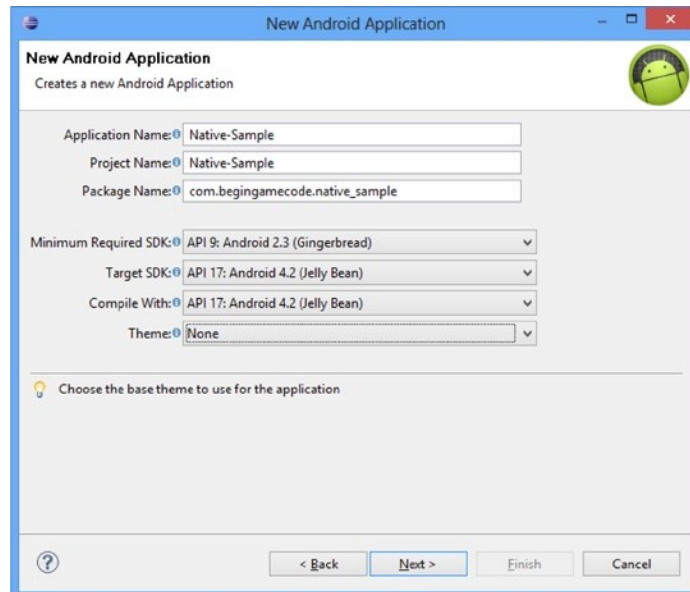 New Android Application
New Android Application
Creates a new Android Application
Application Name: Native-Sample
Project Name: Native-Sample
Package Name: com.begingamecode.native_sample
Minimum Required SDK: API 9: Android 2.3 (Gingerbread)
Target SDK: API 17: Android 4.2 (Jelly Bean)
Compile With: API 17: Android 4.2 (Jelly Bean)
Theme: None
Choose the base theme to use for the application
< Back Next > Finish Cancel